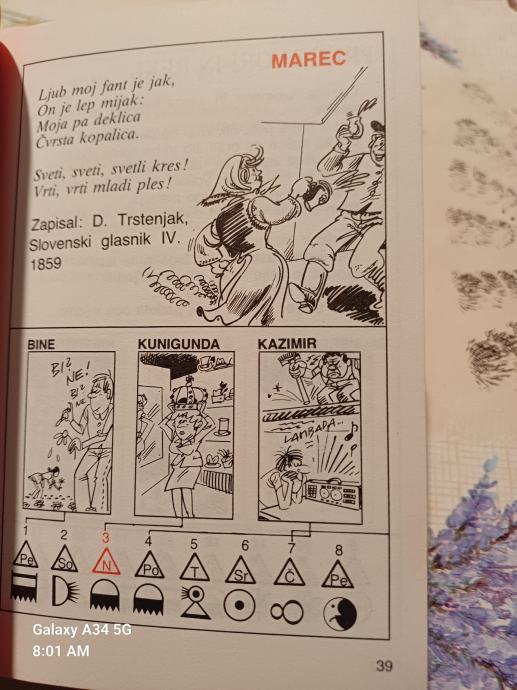 MAREC
Ljub moj fant je jak,
On je lep mijak:
Moja pa deklica
Čvrsta kopalica.
Sveti, sveti, svetli kres!
Vrti, vrti mladi ples!
Zapisal: D. Trstenjak,
Slovenski glasnik IV.
1859
BINE KUNIGUNDA KAZIMIR
BIZ
NE!
BIZ
NE
LAMBADA...
1 2 3 4 5 6 7 8
Pe So N Po T Sr Č Pe
Galaxy A34 5G
8:01 AM
39